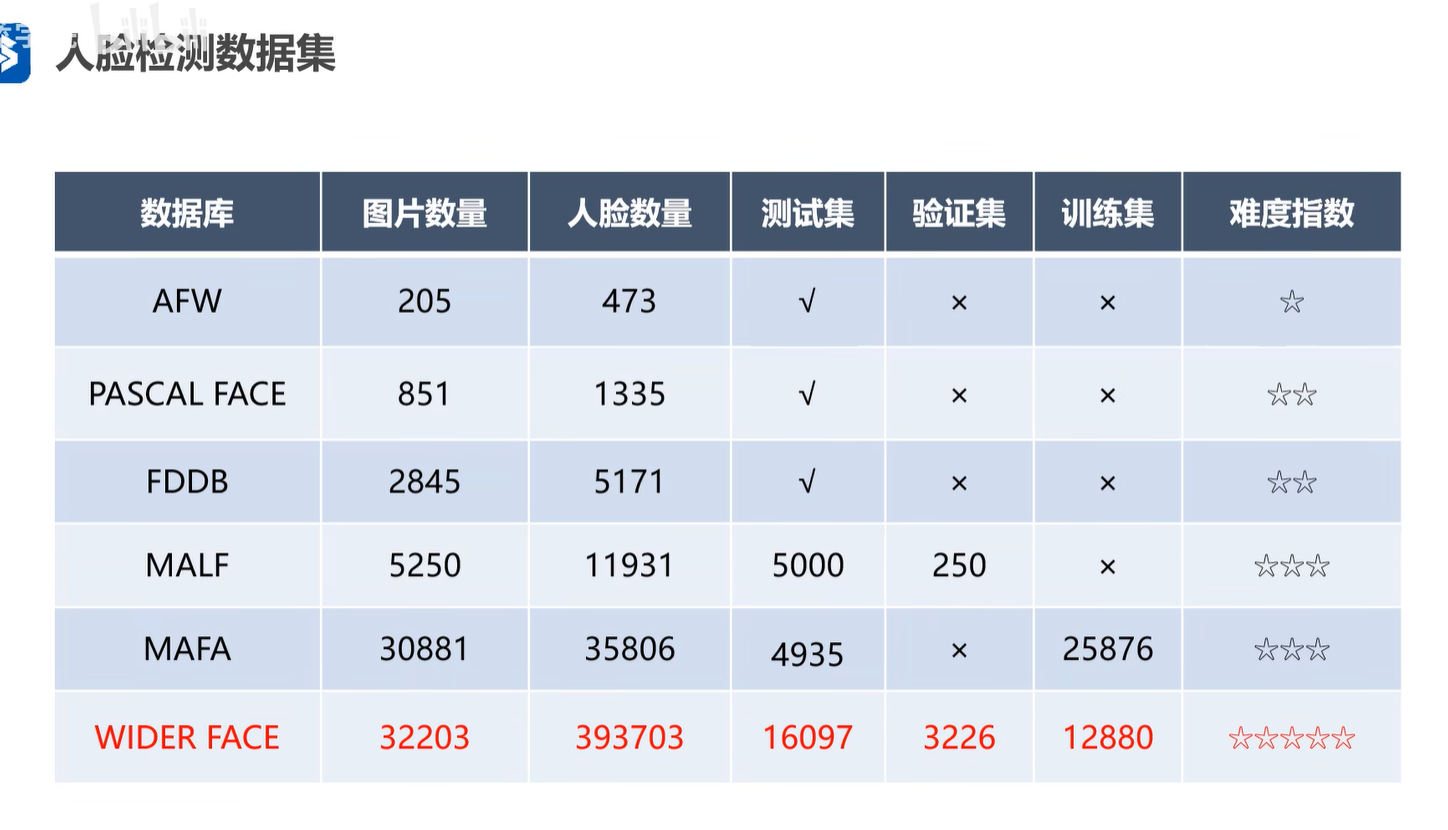 人脸检测数据集
数据库 图片数量 人脸数量 测试集 验证集 训练集 难度指数
AFW 205 473 √ × × ☆
PASCAL FACE 851 1335 √ × × ☆☆
FDDB 2845 5171 √ × × ☆☆
MALF 5250 11931 5000 250 × ☆☆☆
MAFA 30881 35806 4935 × 25876 ☆☆☆
WIDER FACE 32203 393703 16097 3226 12880 ☆☆☆☆☆